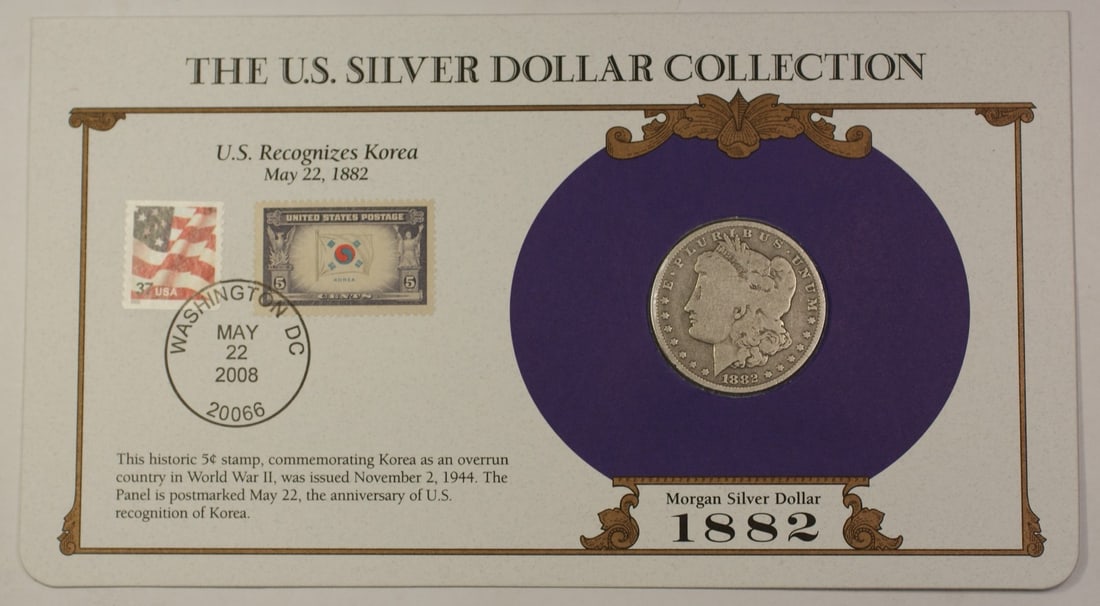 THE U.S. SILVER DOLLAR COLLECTION
U.S. Recognizes Korea
May 22, 1882
37 USA
UNITED STATES POSTAGE
KOREA
5 5
CENTS
WASHINGTON DC
MAY
22
2008
20066
This historic 5¢ stamp, commemorating Korea as an overrun
country in World War II, was issued November 2, 1944. The
Panel is postmarked May 22, the anniversary of U.S.
recognition of Korea.
E·PLURIBUS·UNUM
1882
Morgan Silver Dollar
1882